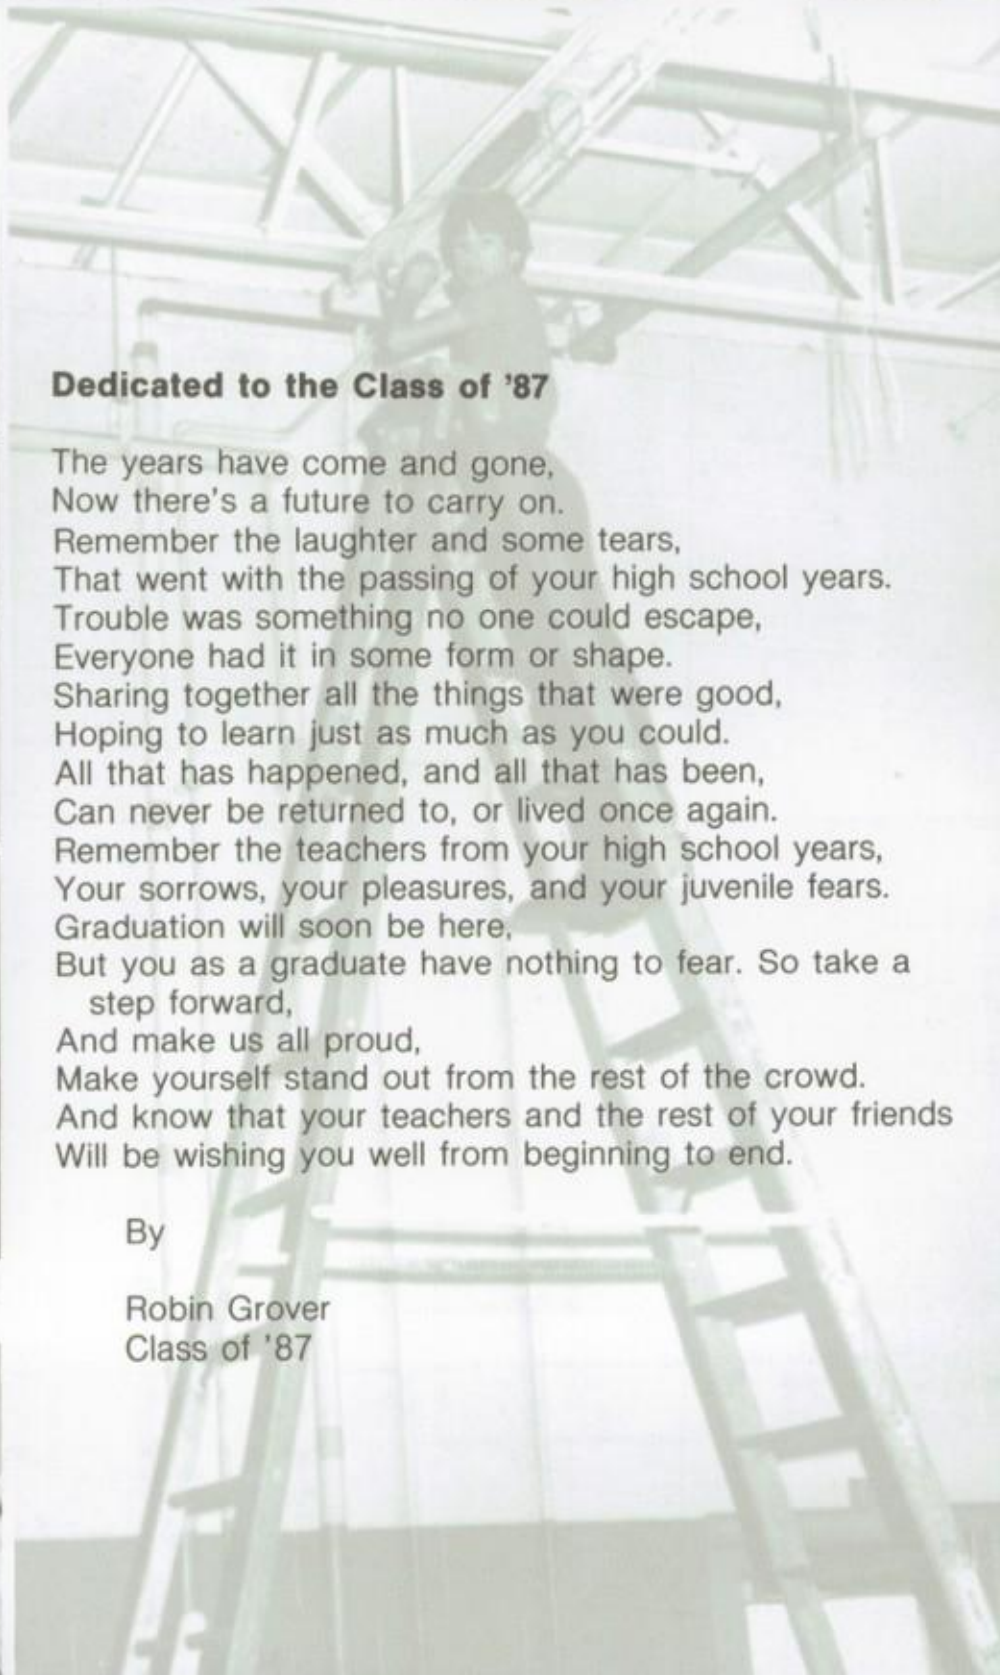 Dedicated to the Class of '87
The years have come and gone,
Now there's a future to carry on.
Remember the laughter and some tears,
That went with the passing of your high school years.
Trouble was something no one could escape,
Everyone had it in some form or shape.
Sharing together all the things that were good,
Hoping to learn just as much as you could.
All that has happened, and all that has been,
Can never be returned to, or lived once again.
Remember the teachers from your high school years,
Your sorrows, your pleasures, and your juvenile fears.
Graduation will soon be here,
But you as a graduate have nothing to fear. So take a
step forward,
And make us all proud,
Make yourself stand out from the rest of the crowd.
And know that your teachers and the rest of your friends
Will be wishing you well from beginning to end.
By
Robin Grover
Class of '87